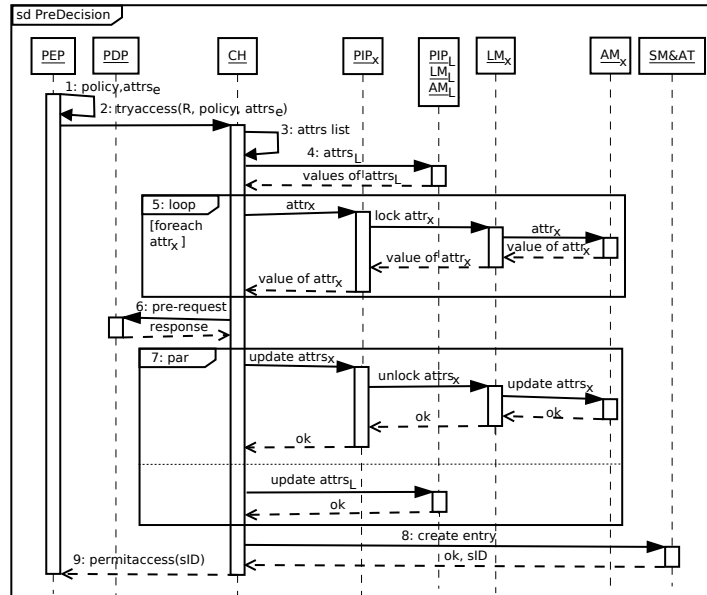 sd PreDecision
PEP
PDP
CH
PIPx
PIPL
LML
AML
LMx
AMx
SM&AT
1: policy,attrse
2: tryaccess(R, policy, attrse)
3: attrs list
4: attrsL
values of attrsL
5: loop
[foreach
attrx ]
attrx
lock attrx
attrx
value of attrx
value of attrx
value of attrx
6: pre-request
response
7: par
update attrsx
unlock attrsx
update attrsx
ok
ok
ok
update attrsL
ok
8: create entry
ok, sID
9: permitaccess(sID)